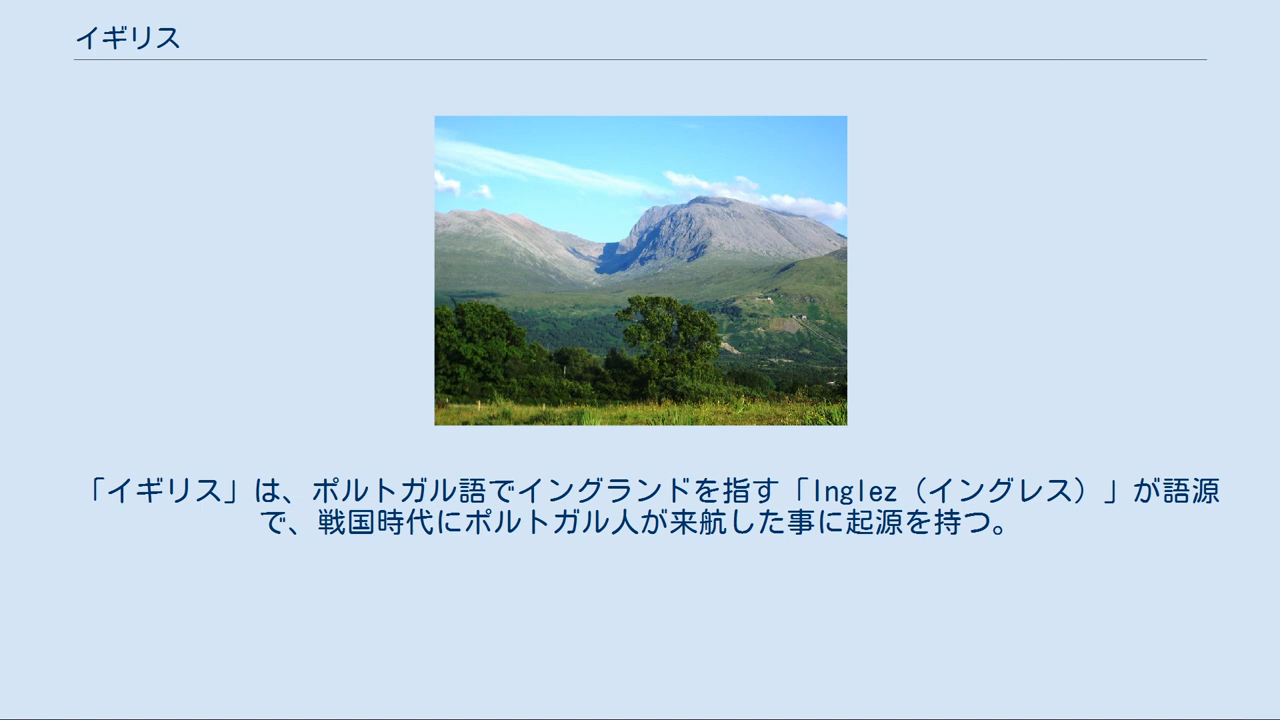 イギリス
「イギリス」は、ポルトガル語でイングランドを指す「Inglez（イングレス）」が語源
で、戦国時代にポルトガル人が来航した事に起源を持つ。